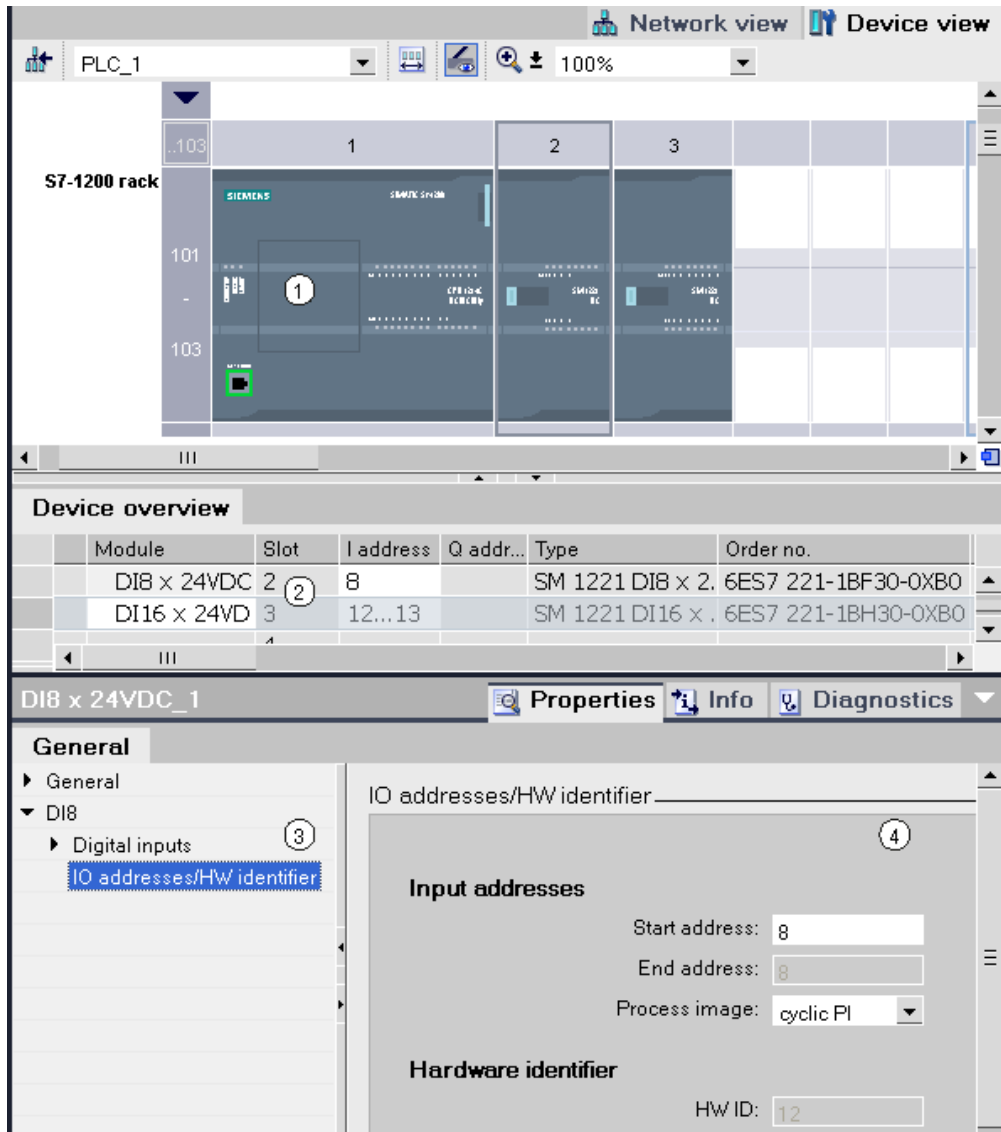 Network view Device view
PLC_1 100%
..103 1 2 3
S7-1200 rack
SIEMENS
101
1
-
103
Device overview
Module Slot I address Q addr... Type Order no.
DI8 x 24VDC 2 8 SM 1221 DI8 x 2. 6ES7 221-1BF30-0XB0
2
DI16 x 24VD 3 12...13 SM 1221 DI16 x . 6ES7 221-1BH30-0XB0
DI8 x 24VDC_1 Properties Info Diagnostics
General
General
DI8
Digital inputs
3
IO addresses/HW identifier
IO addresses/HW identifier
4
Input addresses
Start address: 8
End address: 8
Process image: cyclic PI
Hardware identifier
HW ID: 12